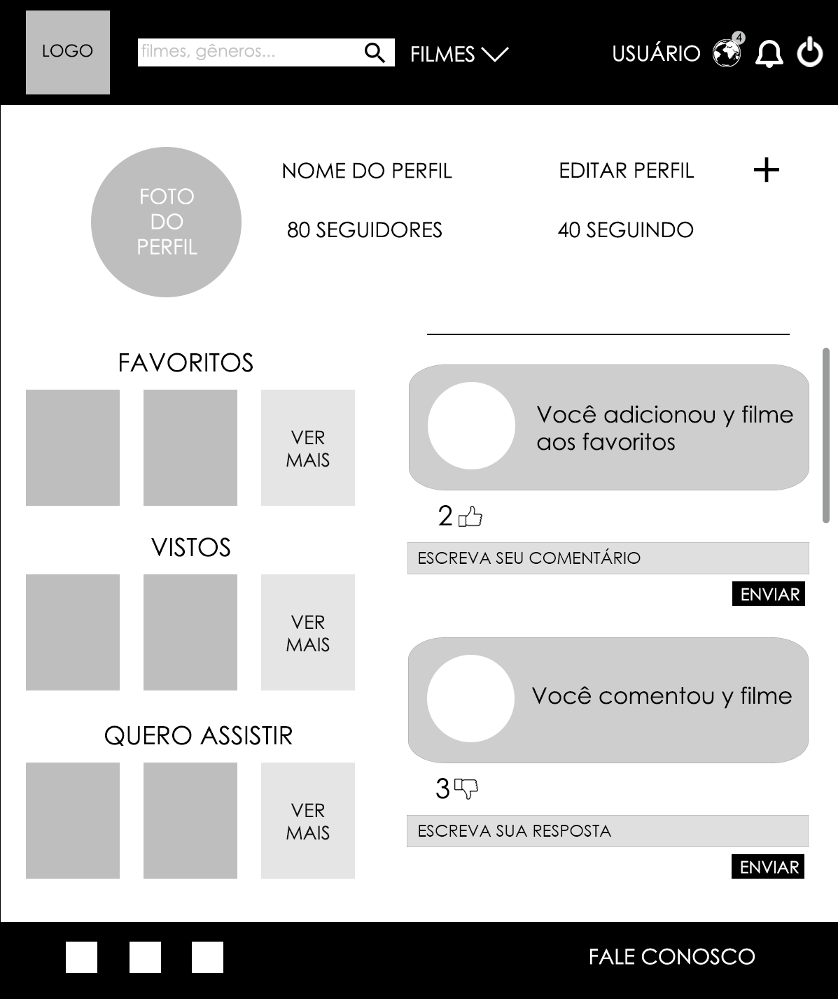 LOGO
filmes, gêneros...
FILMES
USUÁRIO
4
FOTO
DO
PERFIL
NOME DO PERFIL
EDITAR PERFIL
80 SEGUIDORES
40 SEGUINDO
FAVORITOS
VER
MAIS
VISTOS
VER
MAIS
QUERO ASSISTIR
VER
MAIS
Você adicionou y filme
aos favoritos
2
ESCREVA SEU COMENTÁRIO
ENVIAR
Você comentou y filme
3
ESCREVA SUA RESPOSTA
ENVIAR
FALE CONOSCO